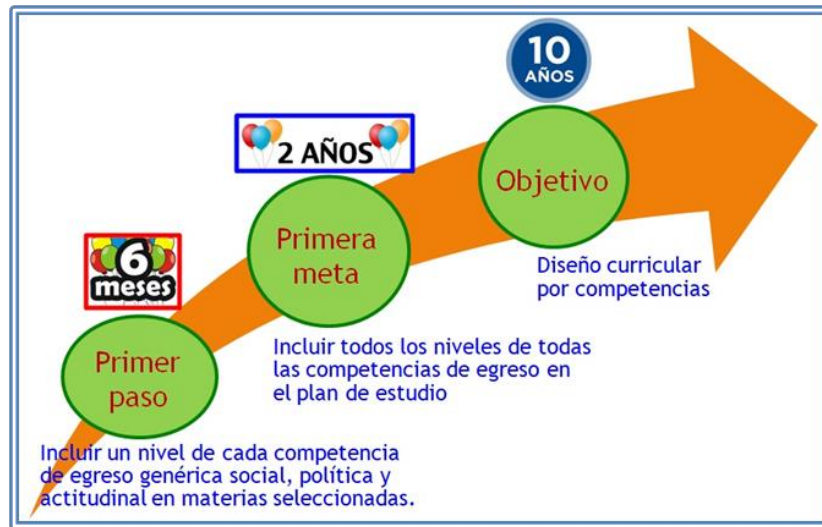 10
AÑOS
Objetivo
Diseño curricular
por competencias
2 AÑOS
Primera
meta
Incluir todos los niveles de todas
las competencias de egreso en
el plan de estudio
6
meses
Primer
paso
Incluir un nivel de cada competencia
de egreso genérica social, política y
actitudinal en materias seleccionadas.